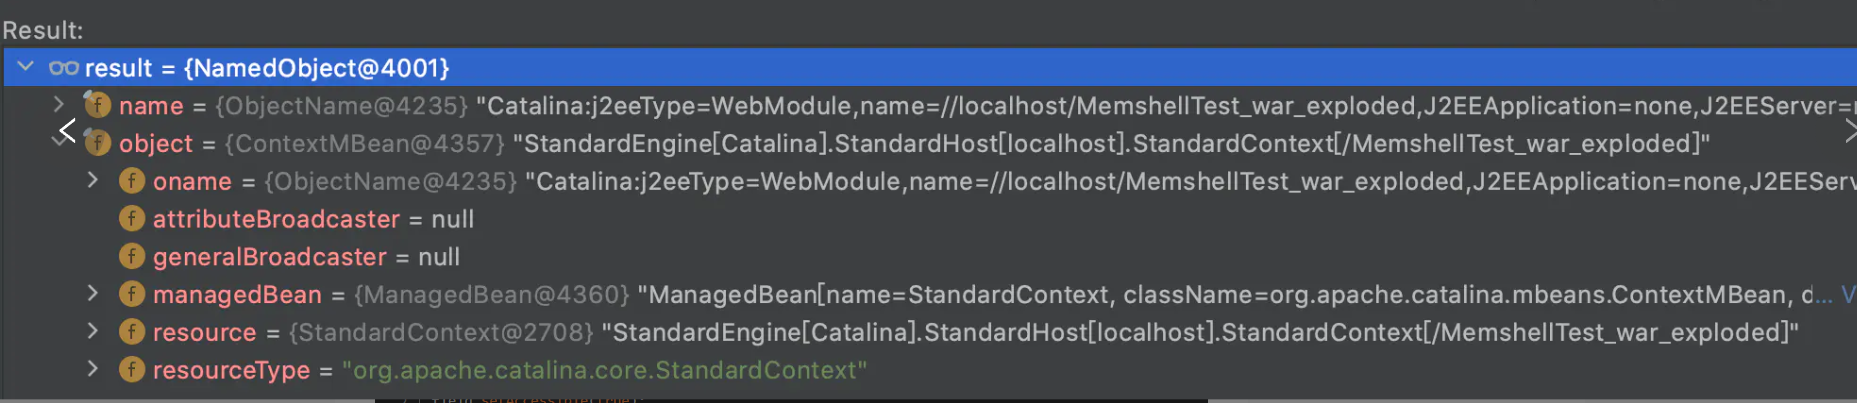 Result:
result = {NamedObject@4001}
name = {ObjectName@4235} "Catalina:j2eeType=WebModule,name=//localhost/MemshellTest_war_exploded,J2EEApplication=none,J2EEServer=
object = {ContextMBean@4357} "StandardEngine[Catalina].StandardHost[localhost].StandardContext[/MemshellTest_war_exploded]"
oname = {ObjectName@4235} "Catalina:j2eeType=WebModule,name=//localhost/MemshellTest_war_exploded,J2EEApplication=none,J2EEServ
attributeBroadcaster = null
generalBroadcaster = null
managedBean = {ManagedBean@4360} "ManagedBean[name=StandardContext, className=org.apache.catalina.mbeans.ContextMBean, d... V
resource = {StandardContext@2708} "StandardEngine[Catalina].StandardHost[localhost].StandardContext[/MemshellTest_war_exploded]"
resourceType = "org.apache.catalina.core.StandardContext"